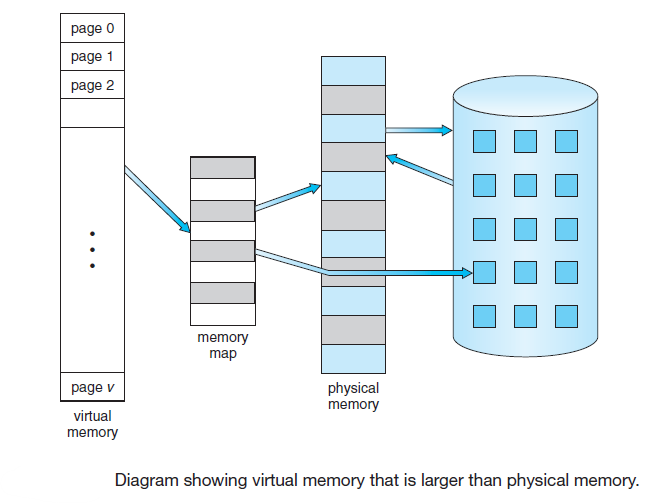 page 0
page 1
page 2
page v
virtual
memory
memory
map
physical
memory
Diagram showing virtual memory that is larger than physical memory.